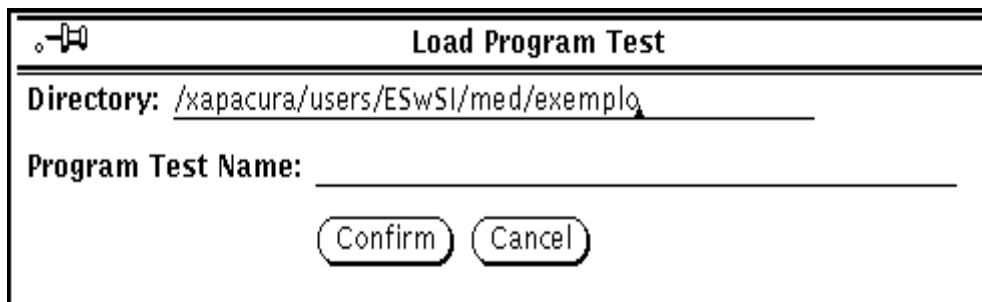 Load Program Test
Directory: /xapacura/users/ESwSI/med/exemplo
Program Test Name:
Confirm Cancel